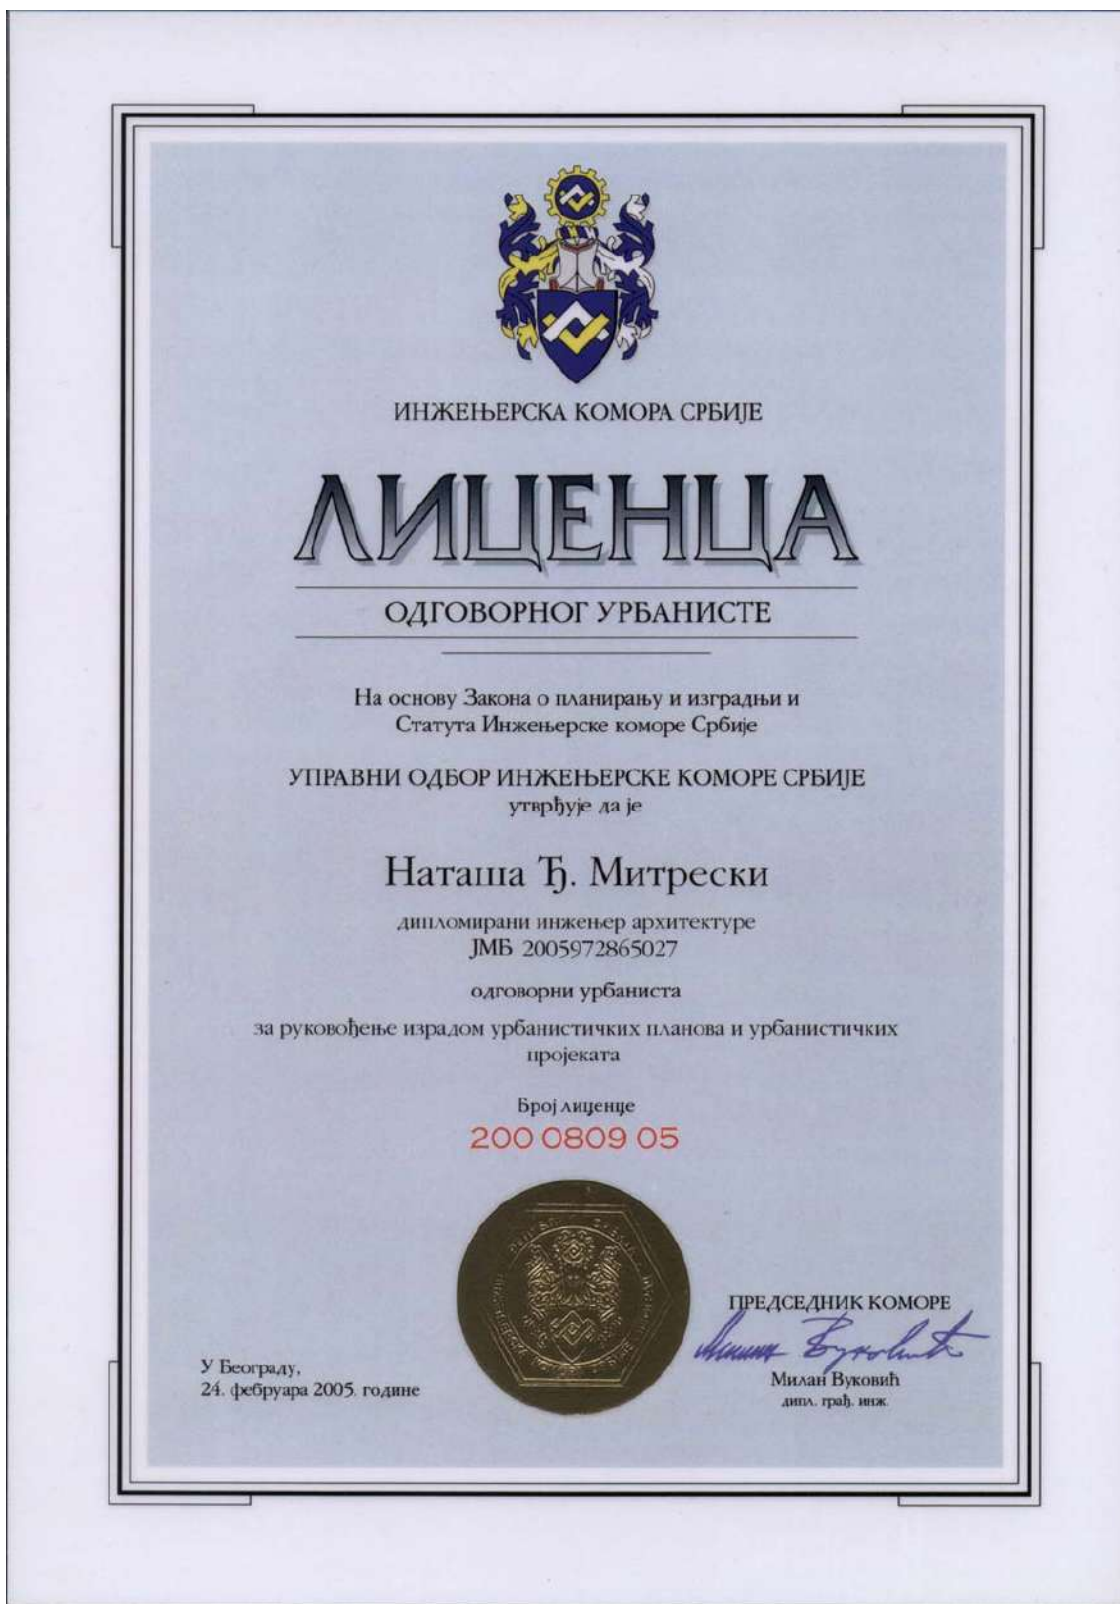 ИНЖЕЊЕРСКА КОМОРА СРБИЈЕ
ЛИЦЕНЦА
ОДГОВОРНОГ УРБАНИСТЕ
На основу Закона о планирању и изградњи и
Статута Инжењерске коморе Србије
УПРАВНИ ОДБОР ИНЖЕЊЕРСКЕ КОМОРЕ СРБИЈЕ
утврђује да је
Наташа Ђ. Митрески
дипломирани инжењер архитектуре
ЈМБ 2005972865027
одговорни урбаниста
за руковођење израдом урбанистичких планова и урбанистичких
пројеката
Број лиценце
200 0809 05
ПРЕДСЕДНИК КОМОРЕ
Милан Вуковић
дипл. грађ. инж.
У Београду,
24. фебруара 2005. године